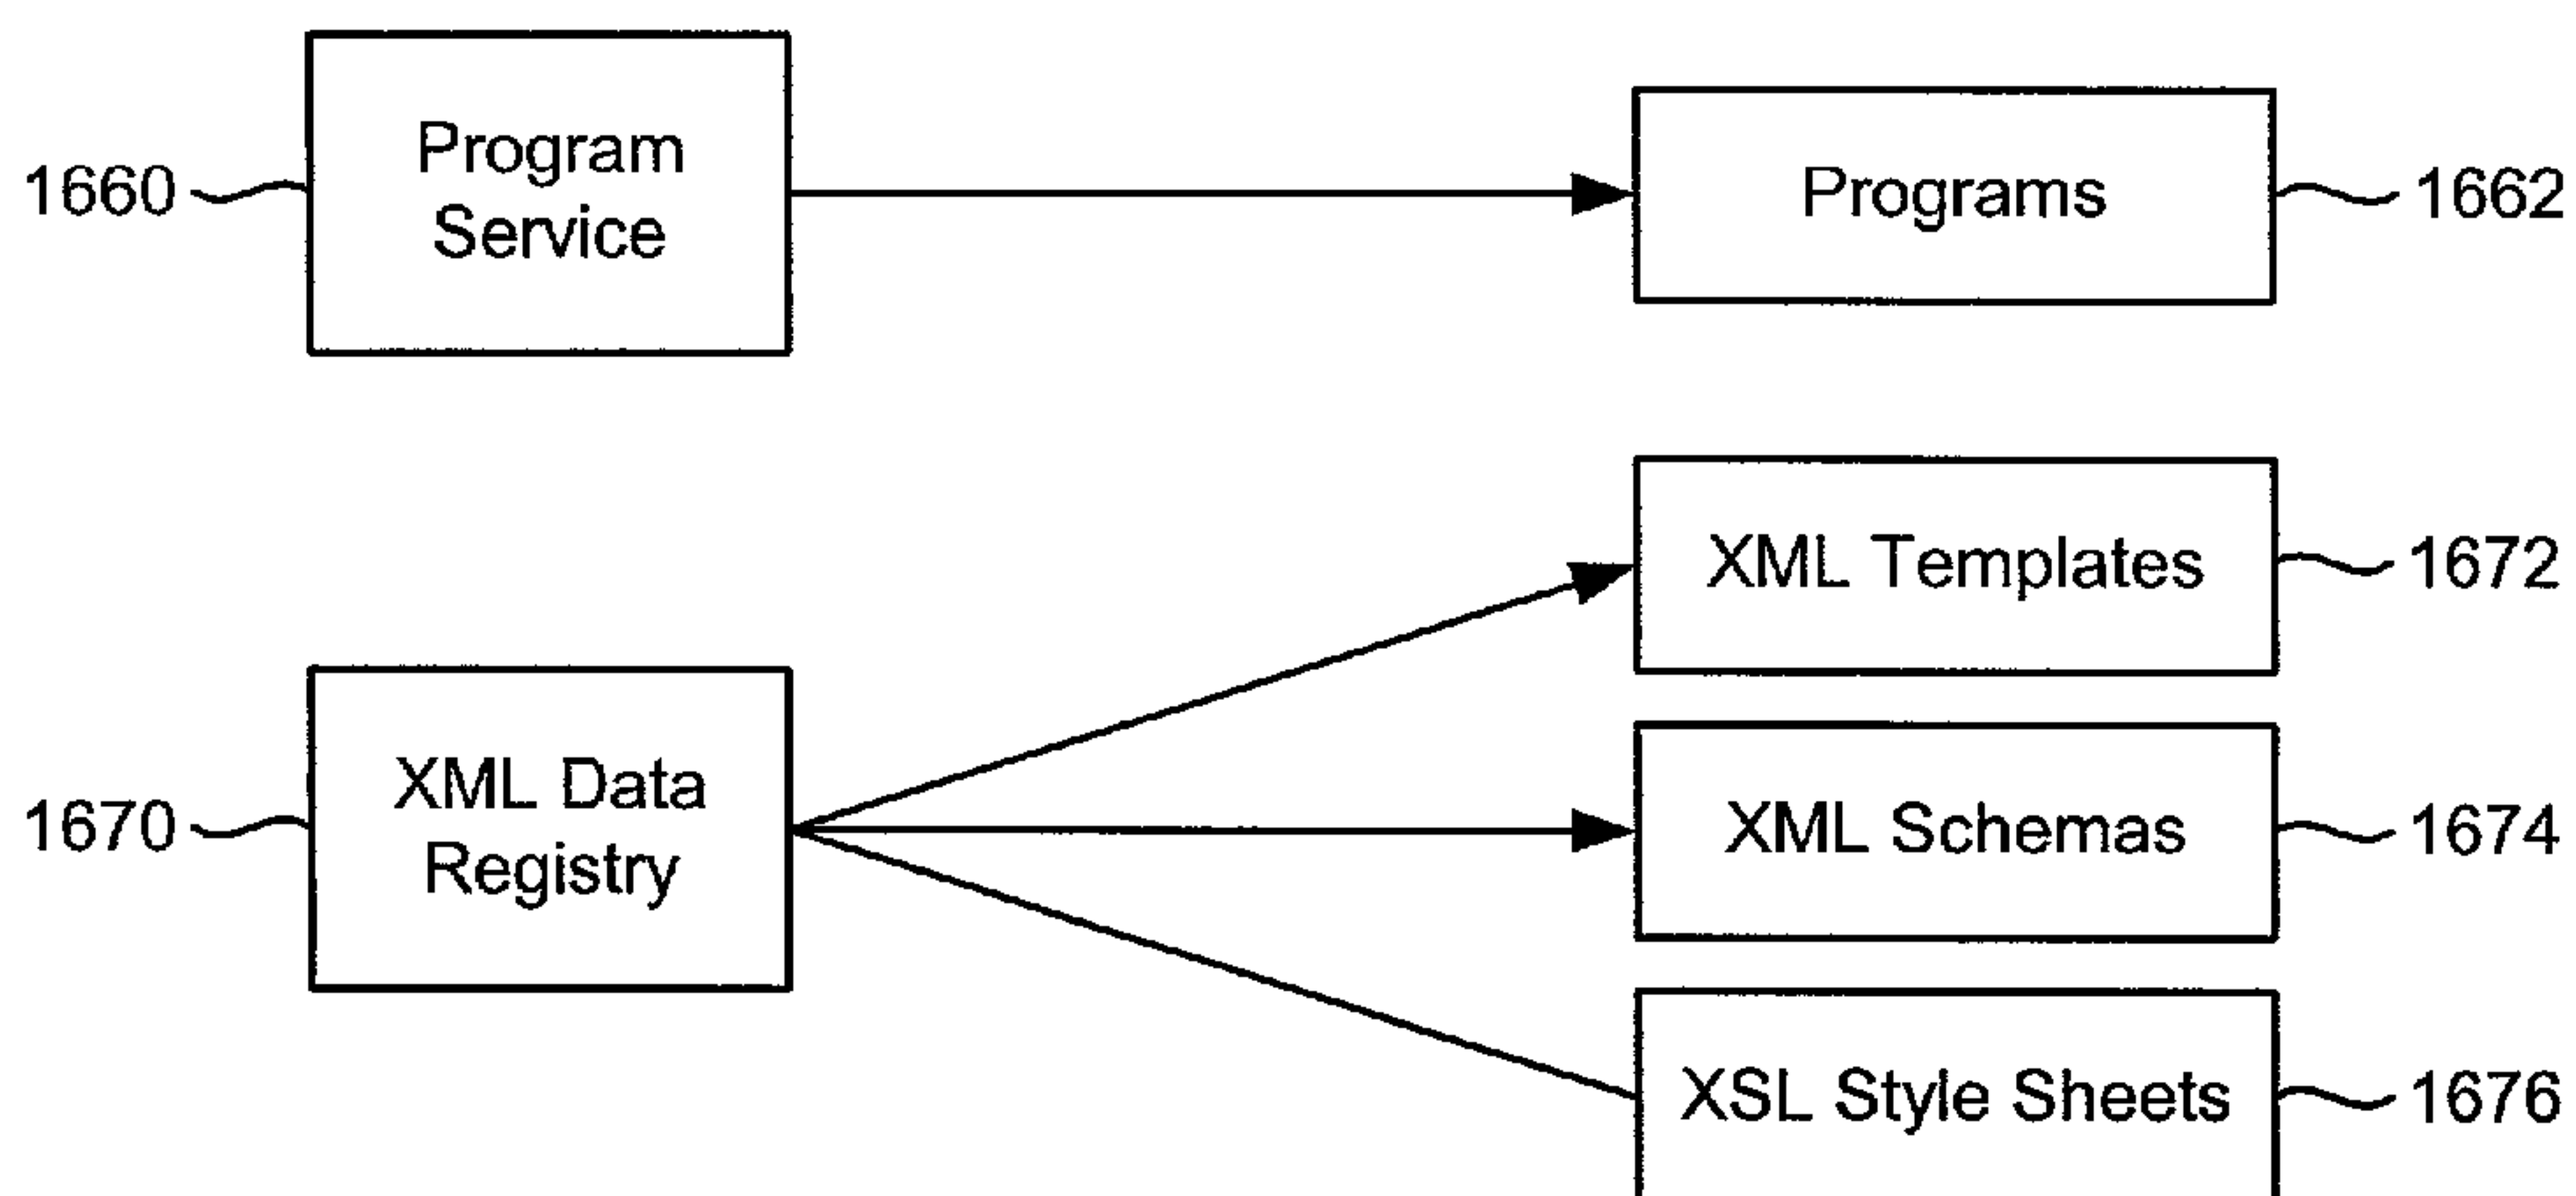 Program
Service
1660
Programs
1662
XML Templates
1672
XML Data
Registry
1670
XML Schemas
1674
XSL Style Sheets
1676